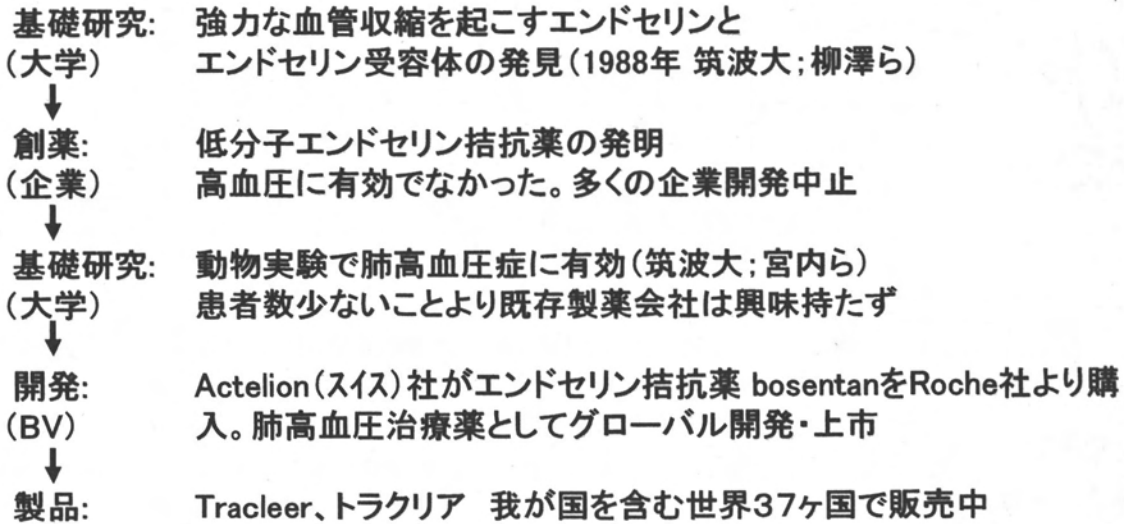 基礎研究: 強力な血管収縮を起こすエンドセリンと
(大学) エンドセリン受容体の発見(1988年 筑波大;柳澤ら)
↓
創薬: 低分子エンドセリン拮抗薬の発明
(企業) 高血圧に有効でなかった。多くの企業開発中止
↓
基礎研究: 動物実験で肺高血圧症に有効(筑波大;宮内ら)
(大学) 患者数少ないことより既存製薬会社は興味持たず
↓
開発: Actelion(スイス)社がエンドセリン拮抗薬 bosentanをRoche社より購
(BV) 入。肺高血圧治療薬としてグローバル開発・上市
↓
製品: Tracleer、トラクリア 我が国を含む世界37ヶ国で販売中